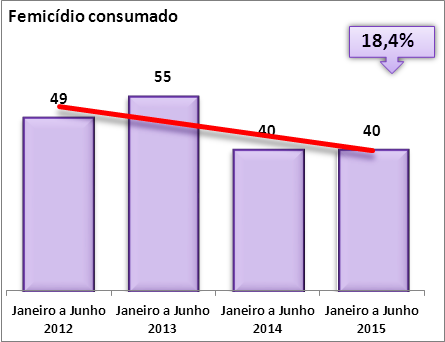 Femicídio consumado
18,4%
49
55
40
40
Janeiro a Junho
2012
Janeiro a Junho
2013
Janeiro a Junho
2014
Janeiro a Junho
2015